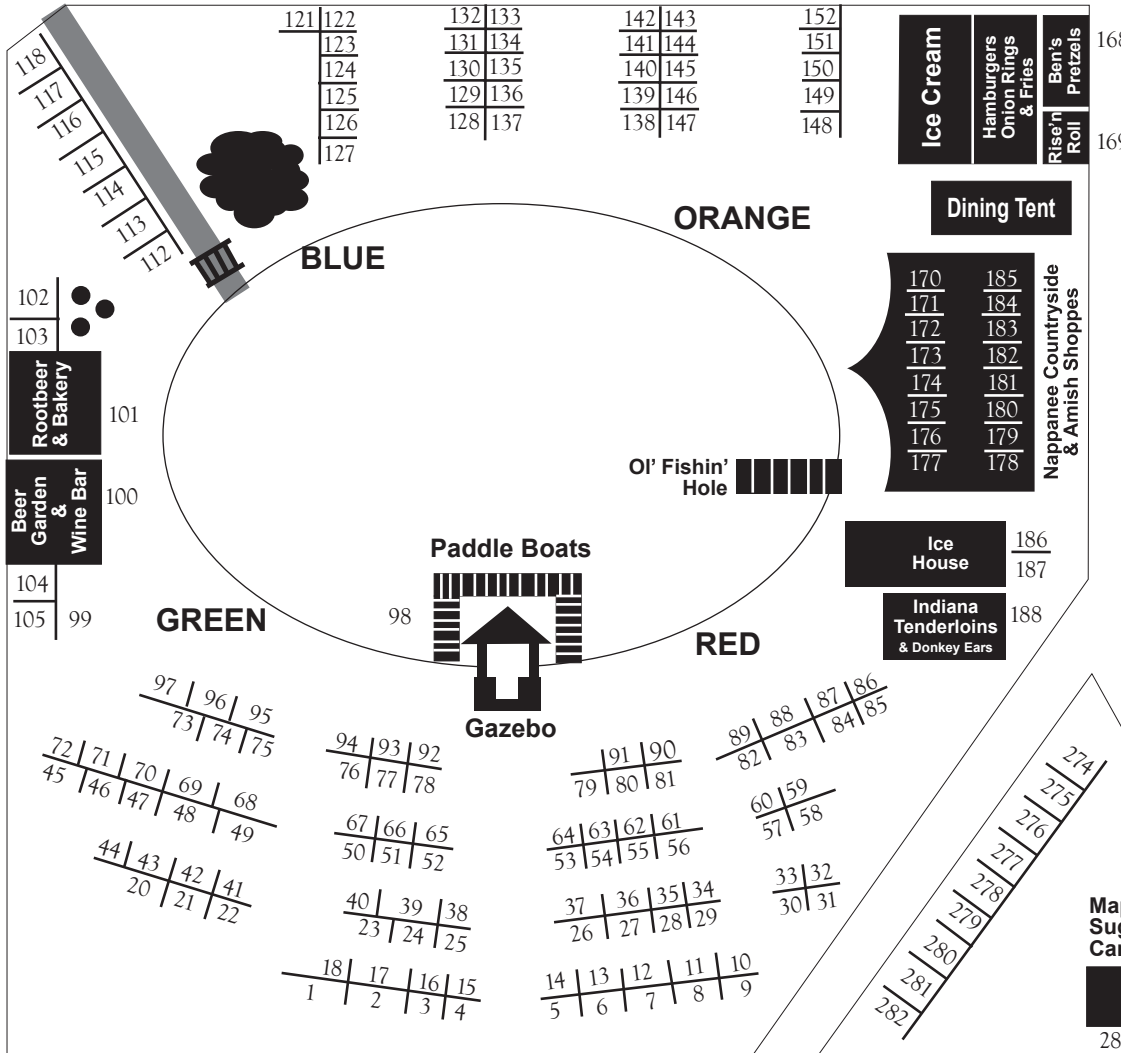 121 122
123
124
125
126
127
132 133
131 134
130 135
129 136
128 137
142 143
141 144
140 145
139 146
138 147
152
151
150
149
148
Ice Cream
Hamburgers
Onion Rings
& Fries
Ben's
Pretzels
168
Rise'n
Roll
169
118
117
116
115
114
113
112
BLUE
ORANGE
Dining Tent
102
103
Rootbeer
& Bakery
101
Beer
Garden
&
Wine Bar
100
104
105 99
170 185
171 184
172 183
173 182
174 181
175 180
176 179
177 178
Nappanee Countryside
& Amish Shoppes
Ol' Fishin'
Hole
Paddle Boats
98
Gazebo
GREEN
RED
Ice
House
186
187
Indiana
Tenderloins
& Donkey Ears
188
97 96 95
73 74 75
94 93 92
76 77 78
91 90
79 80 81
89 88 87 86
82 83 84 85
72 71 70 69 68
45 46 47 48 49
67 66 65
50 51 52
64 63 62 61
53 54 55 56
60 59
57 58
44 43 42 41
20 21 22
40 39 38
23 24 25
37 36 35 34
26 27 28 29
33 32
30 31
18 17 16 15
1 2 3 4
14 13 12 11 10
5 6 7 8 9
274
275
276
277
278
279
280
281
282